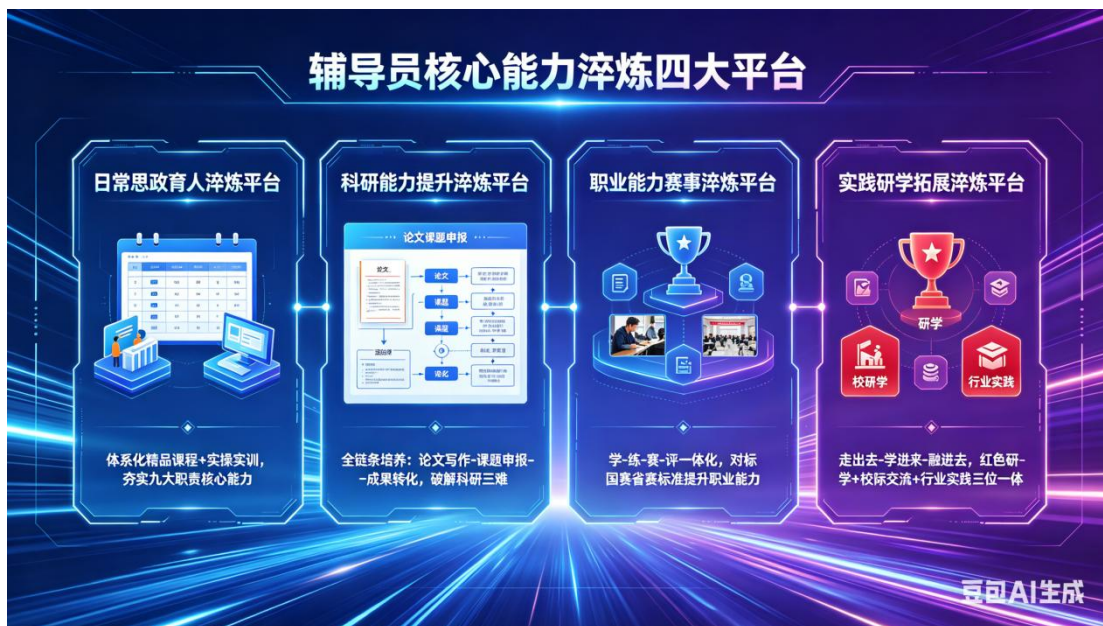 辅导员核心能力淬炼四大平台
日常思政育人淬炼平台
体系化精品课程+实操实训，
夯实九大职责核心能力
科研能力提升淬炼平台
论文课题申报
论文
论文
课题
论化
全链条培养：论文写作-课题申报-
-成果转化，破解科研三难
职业能力赛事淬炼平台
学-练-赛-评一体化，对标
国赛省赛标准提升职业能力
实践研学拓展淬炼平台
研学
校研学
行业实践
走出去-学进来-融进去，红色研-
学+校际交流+行业实践三位一体
豆包AI生成